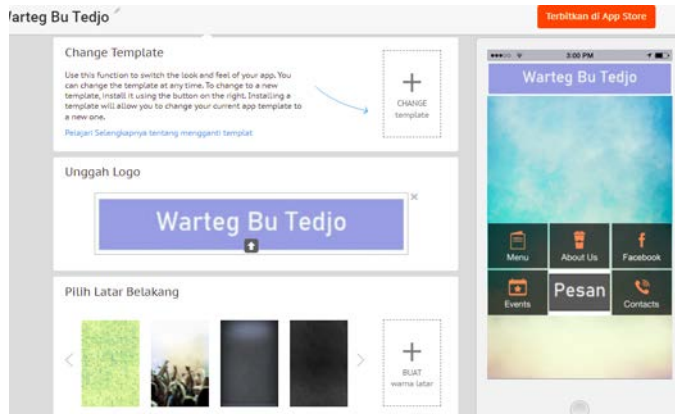 Warteg Bu Tedjo
Terbitkan di App Store
Change Template
Use this function to switch the look and feel of your app. You
can change the template at any time. To change to a new
template, install it using the button on the right. Installing a
template will allow you to change your current app template to
a new one.
Pelajari Selengkapnya tentang mengganti templat
CHANGE
template
Unggah Logo
Warteg Bu Tedjo
Pilih Latar Belakang
BUAT
warna latar
3:00 PM
Warteg Bu Tedjo
Menu
About Us
Facebook
Events
Pesan
Contacts